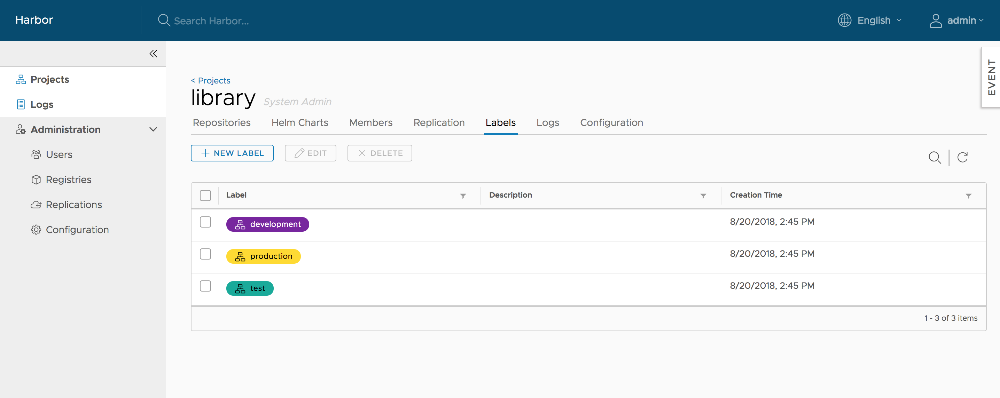 Harbor
Search Harbor...
English
admin
EVENT
Projects
Logs
Administration
Users
Registries
Replications
Configuration
< Projects
library System Admin
Repositories Helm Charts Members Replication Labels Logs Configuration
NEW LABEL EDIT DELETE
Label Description Creation Time
development 8/20/2018, 2:45 PM
production 8/20/2018, 2:45 PM
test 8/20/2018, 2:45 PM
1 - 3 of 3 items